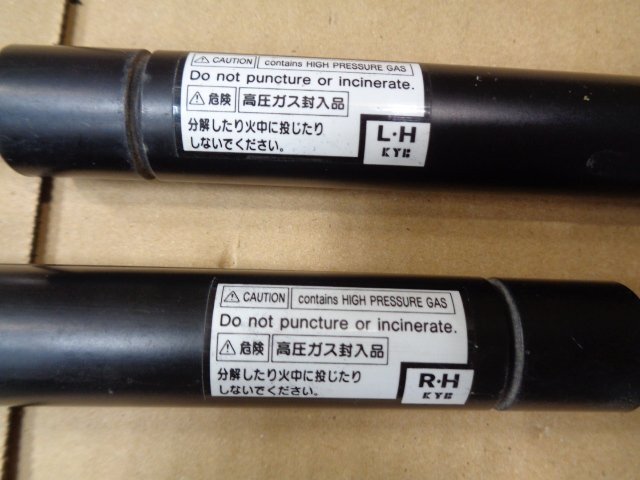 ⚠ CAUTION contains HIGH PRESSURE GAS
Do not puncture or incinerate.
⚠ 危険 高圧ガス封入品
分解したり火中に投じたり
しないでください。
L·H
KYB
⚠ CAUTION contains HIGH PRESSURE GAS
Do not puncture or incinerate.
⚠ 危険 高圧ガス封入品
分解したり火中に投じたり
しないでください。
R·H
KYB